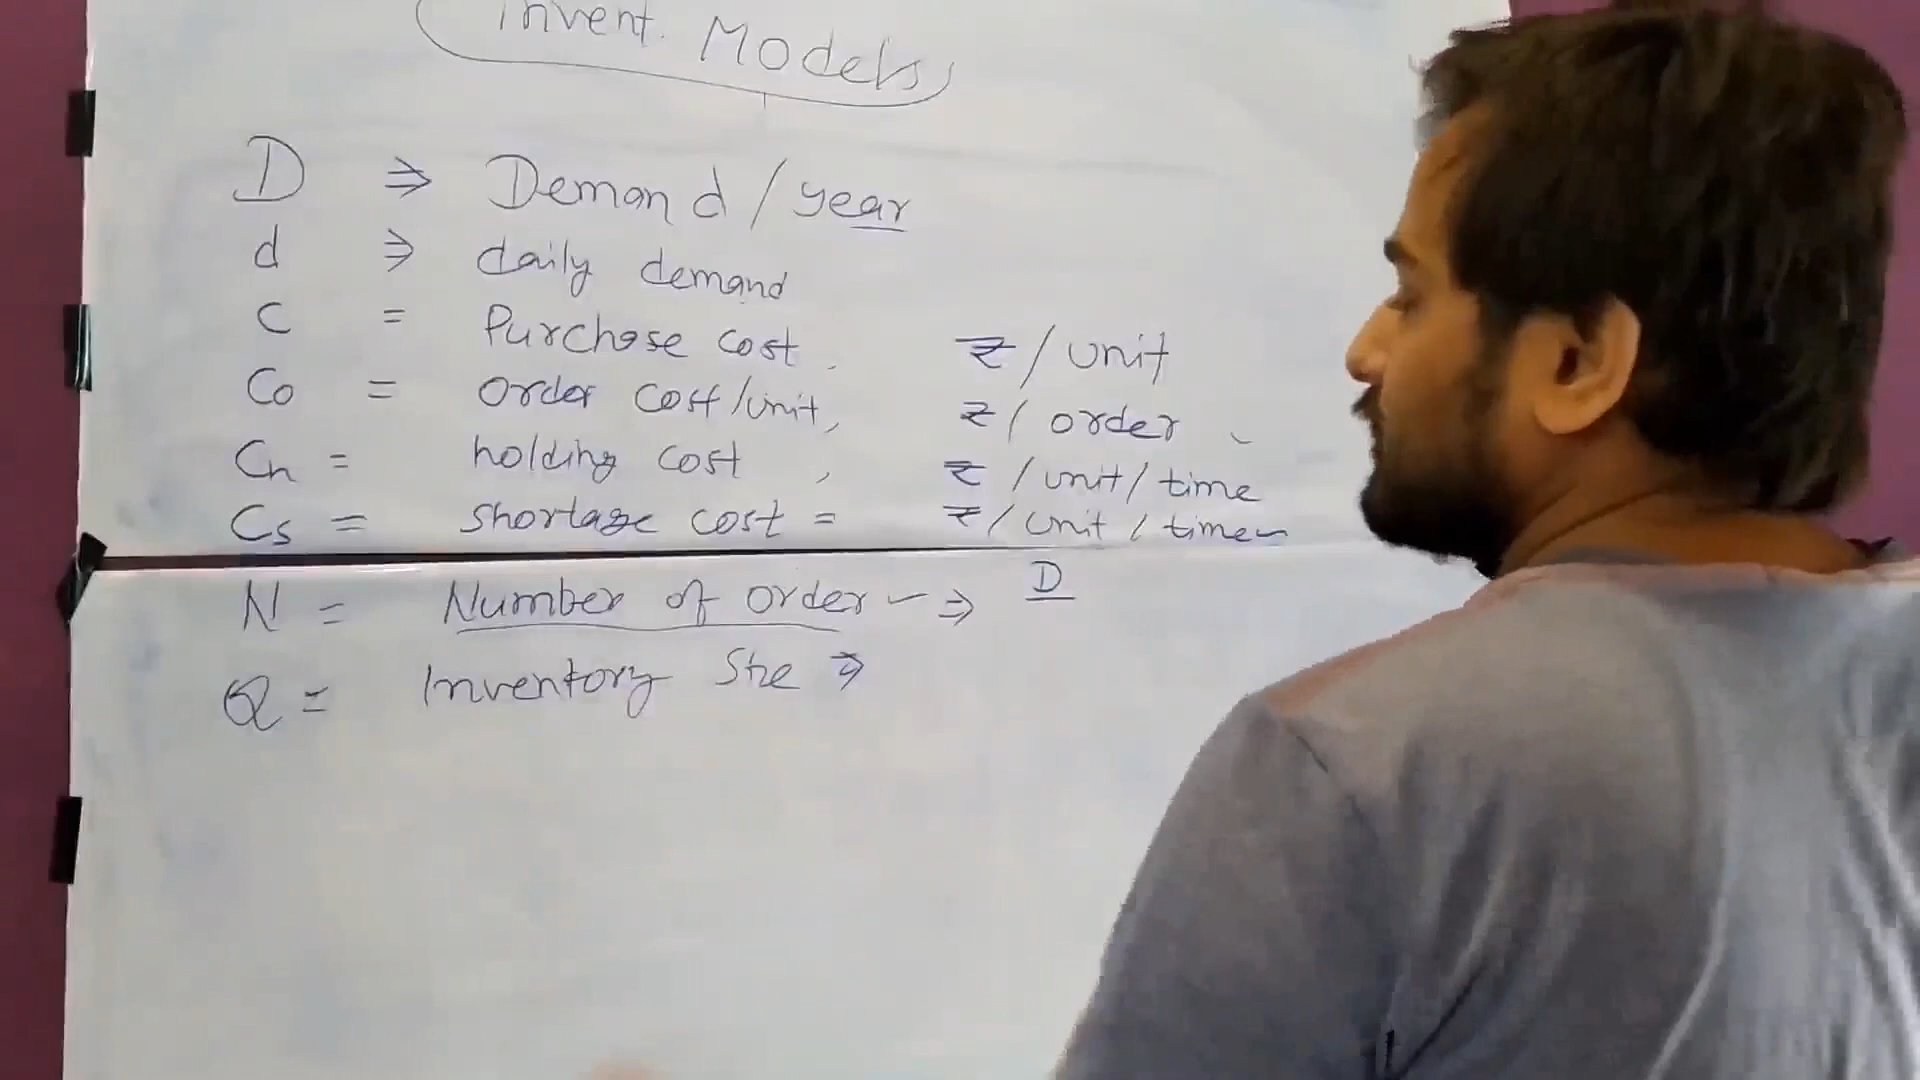 Invent. Models
D ⇒ Demand / year
d ⇒ daily demand
C = Purchase cost. ₹ / unit
Co = order cost/unit, ₹ / order
Ch = holding cost, ₹ / unit / time
Cs = shortage cost = ₹ / unit / time
N = Number of order ⇒ D
Q = Inventory Size ⇒